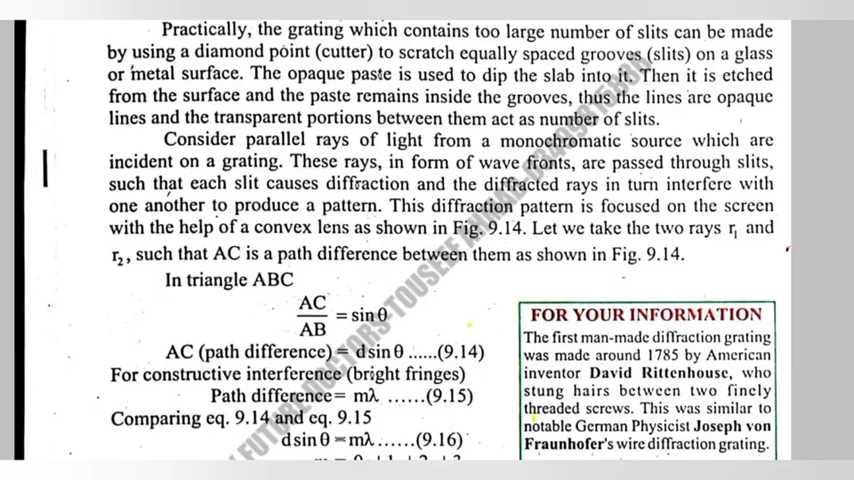 Practically, the grating which contains too large number of slits can be made
by using a diamond point (cutter) to scratch equally spaced grooves (slits) on a glass
or metal surface. The opaque paste is used to dip the slab into it. Then it is etched
from the surface and the paste remains inside the grooves, thus the lines are opaque
lines and the transparent portions between them act as number of slits.
Consider parallel rays of light from a monochromatic source which are
incident on a grating. These rays, in form of wave fronts, are passed through slits,
such that each slit causes diffraction and the diffracted rays in turn interfere with
one another to produce a pattern. This diffraction pattern is focused on the screen
with the help of a convex lens as shown in Fig. 9.14. Let we take the two rays r₁ and
r₂, such that AC is a path difference between them as shown in Fig. 9.14.
In triangle ABC
AC
AB
= sinθ
AC (path difference) = dsinθ ......(9.14)
For constructive interference (bright fringes)
Path difference= mλ ......(9.15)
Comparing eq. 9.14 and eq. 9.15
dsinθ=mλ......(9.16)
FOR YOUR INFORMATION
The first man-made diffraction grating
was made around 1785 by American
inventor David Rittenhouse, who
stung hairs between two finely
threaded screws. This was similar to
notable German Physicist Joseph von
Fraunhofer's wire diffraction grating.